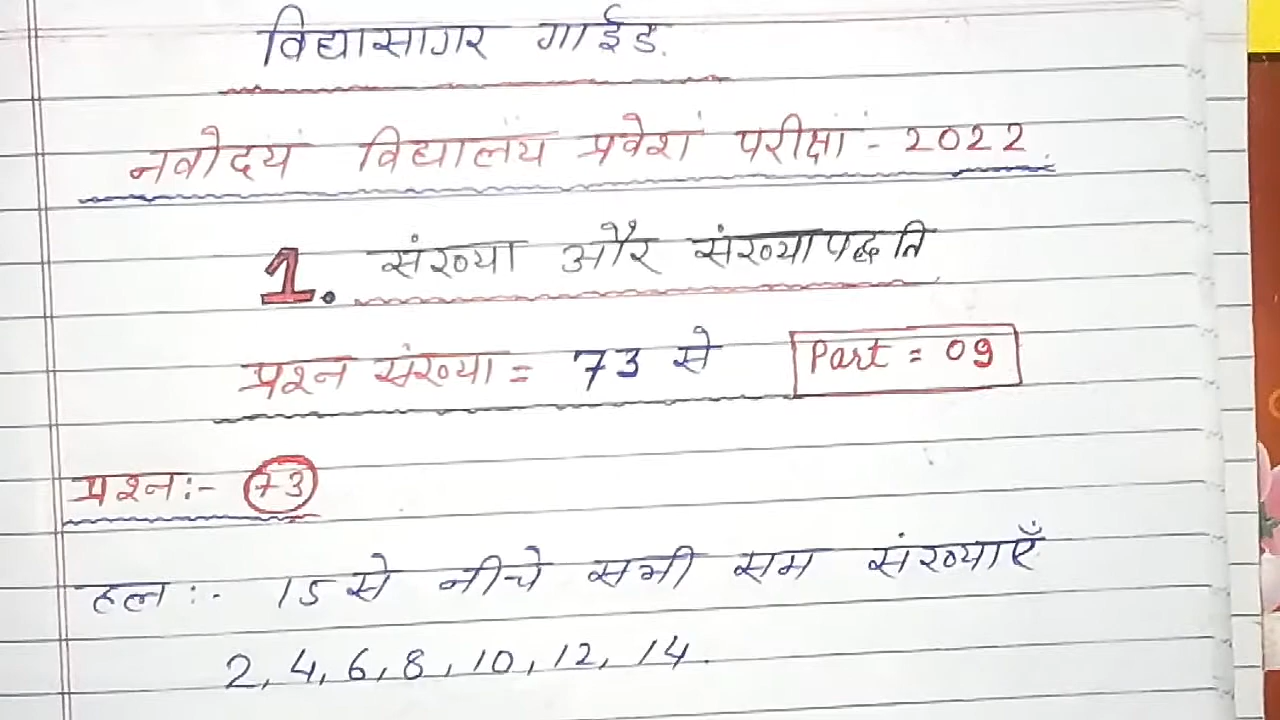 विद्यासागर गाईड.
नवोदय विद्यालय प्रवेश परीक्षा - 2022.
1. संख्या और संख्यापद्धति
प्रश्न संख्या = 73 से Part = 09
प्रश्न:- 73
हल:- 15 से नीचे सभी सम संख्याएँ
2, 4, 6, 8, 10, 12, 14.